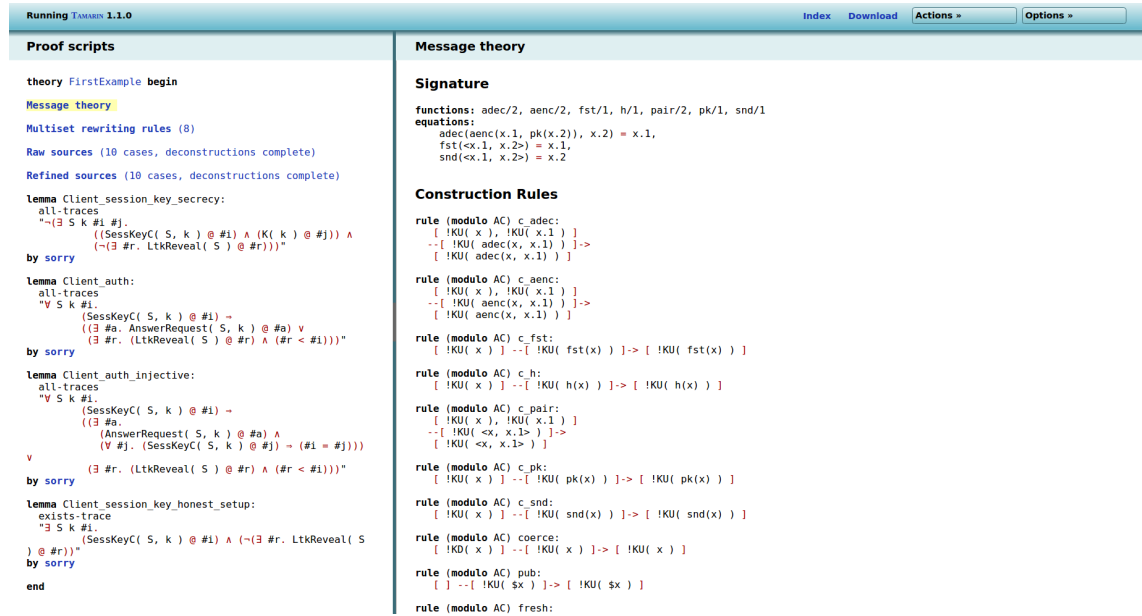 Running TAMARIN 1.1.0
Index Download Actions » Options »
Proof scripts
theory FirstExample begin
Message theory
Multiset rewriting rules (8)
Raw sources (10 cases, deconstructions complete)
Refined sources (10 cases, deconstructions complete)
lemma Client_session_key_secrecy:
all-traces
"¬(∃ S k #i #j.
((SessKeyC( S, k ) @ #i) ∧ (K( k ) @ #j)) ∧
(¬(∃ #r. LtkReveal( S ) @ #r)))"
by sorry
lemma Client_auth:
all-traces
"∀ S k #i.
(SessKeyC( S, k ) @ #i) ⇒
((∃ #a. AnswerRequest( S, k ) @ #a) ∨
(∃ #r. (LtkReveal( S ) @ #r) ∧ (#r < #i)))"
by sorry
lemma Client_auth_injective:
all-traces
"∀ S k #i.
(SessKeyC( S, k ) @ #i) ⇒
((∃ #a.
(AnswerRequest( S, k ) @ #a) ∧
(∀ #j. (SessKeyC( S, k ) @ #j) ⇒ (#i = #j)))
∨
(∃ #r. (LtkReveal( S ) @ #r) ∧ (#r < #i)))"
by sorry
lemma Client_session_key_honest_setup:
exists-trace
"∃ S k #i.
(SessKeyC( S, k ) @ #i) ∧ (¬(∃ #r. LtkReveal( S
) @ #r))"
by sorry
end
Message theory
Signature
functions: adec/2, aenc/2, fst/1, h/1, pair/2, pk/1, snd/1
equations:
adec(aenc(x.1, pk(x.2)), x.2) = x.1,
fst(<x.1, x.2>) = x.1,
snd(<x.1, x.2>) = x.2
Construction Rules
rule (modulo AC) c_adec:
[ !KU( x ), !KU( x.1 ) ]
--[ !KU( adec(x, x.1) ) ]->
[ !KU( adec(x, x.1) ) ]
rule (modulo AC) c_aenc:
[ !KU( x ), !KU( x.1 ) ]
--[ !KU( aenc(x, x.1) ) ]->
[ !KU( aenc(x, x.1) ) ]
rule (modulo AC) c_fst:
[ !KU( x ) ] --[ !KU( fst(x) ) ]-> [ !KU( fst(x) ) ]
rule (modulo AC) c_h:
[ !KU( x ) ] --[ !KU( h(x) ) ]-> [ !KU( h(x) ) ]
rule (modulo AC) c_pair:
[ !KU( x ), !KU( x.1 ) ]
--[ !KU( <x, x.1> ) ]->
[ !KU( <x, x.1> ) ]
rule (modulo AC) c_pk:
[ !KU( x ) ] --[ !KU( pk(x) ) ]-> [ !KU( pk(x) ) ]
rule (modulo AC) c_snd:
[ !KU( x ) ] --[ !KU( snd(x) ) ]-> [ !KU( snd(x) ) ]
rule (modulo AC) coerce:
[ !KD( x ) ] --[ !KU( x ) ]-> [ !KU( x ) ]
rule (modulo AC) pub:
[ ] --[ !KU( $x ) ]-> [ !KU( $x ) ]
rule (modulo AC) fresh: